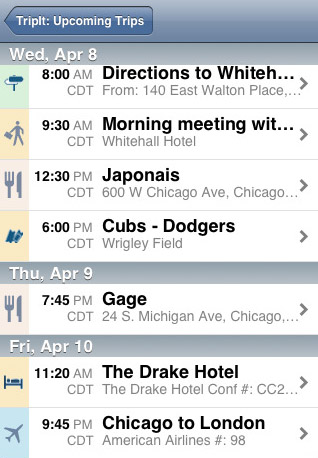 TripIt: Upcoming Trips
Wed, Apr 8
8:00 AM Directions to Whiteh...
CDT From: 140 East Walton Place,...
9:30 AM Morning meeting wit...
CDT Whitehall Hotel
12:30 PM Japonais
CDT 600 W Chicago Ave, Chicago...
6:00 PM Cubs - Dodgers
CDT Wrigley Field
Thu, Apr 9
7:45 PM Gage
CDT 24 S. Michigan Ave, Chicago,...
Fri, Apr 10
11:20 AM The Drake Hotel
CDT The Drake Hotel Conf #: CC2...
9:45 PM Chicago to London
CDT American Airlines #: 98